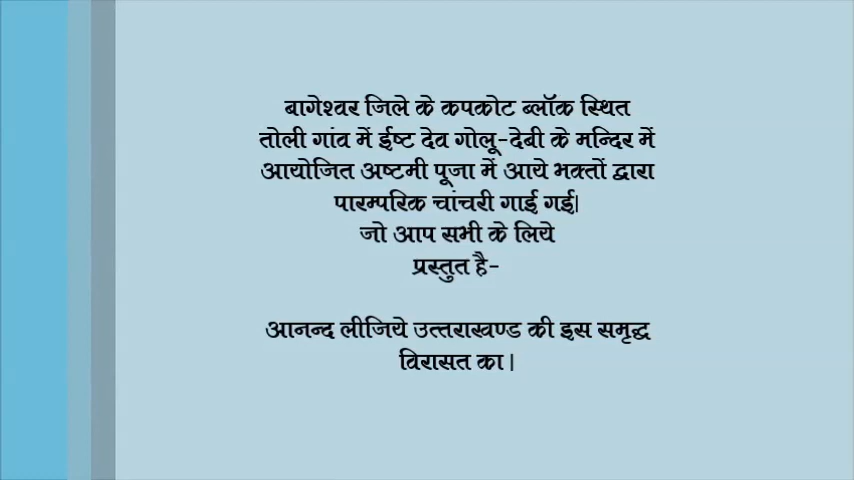 बागेश्वर जिले के कपकोट ब्लॉक स्थित
तोली गांव में ईष्ट देव गोलू-देबी के मन्दिर में
आयोजित अष्टमी पूजा में आये भक्तों द्वारा
पारम्परिक चांचरी गाई गई|
जो आप सभी के लिये
प्रस्तुत है-
आनन्द लीजिये उत्तराखण्ड की इस समृद्ध
विरासत का |